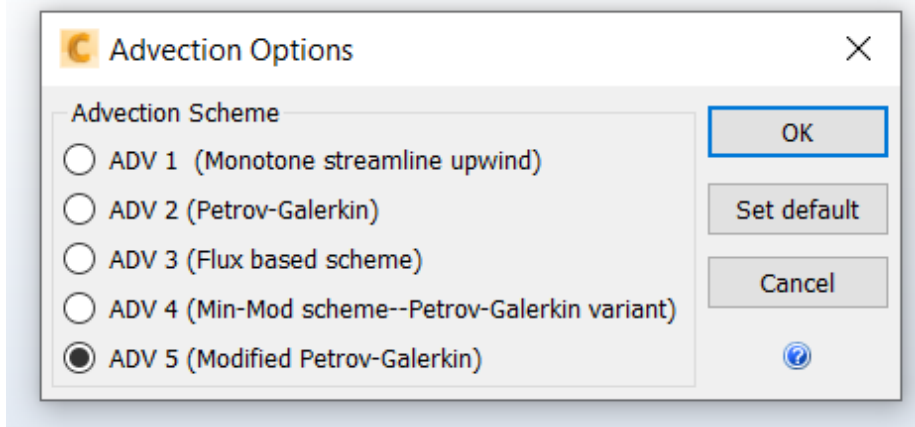 Advection Options
Advection Scheme
ADV 1 (Monotone streamline upwind)
ADV 2 (Petrov-Galerkin)
ADV 3 (Flux based scheme)
ADV 4 (Min-Mod scheme--Petrov-Galerkin variant)
ADV 5 (Modified Petrov-Galerkin)
OK
Set default
Cancel